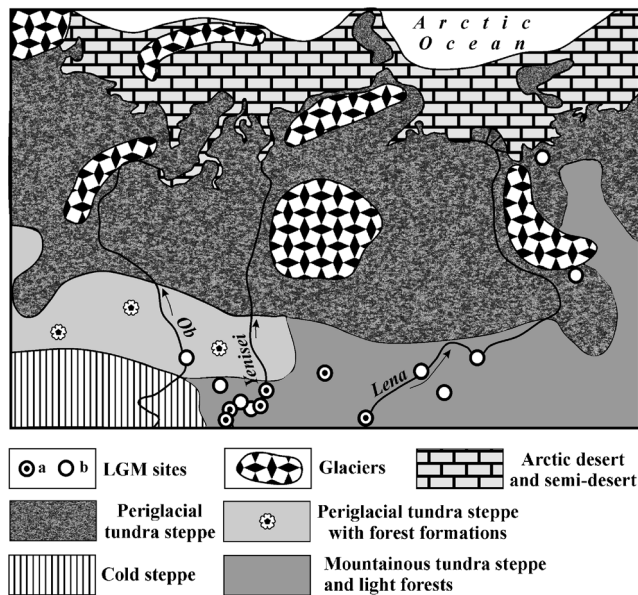 Arctic
Ocean
Ob
Yenisei
Lena
a b LGM sites
Glaciers
Arctic desert
and semi-desert
Periglacial
tundra steppe
Periglacial tundra steppe
with forest formations
Cold steppe
Mountainous tundra steppe
and light forests